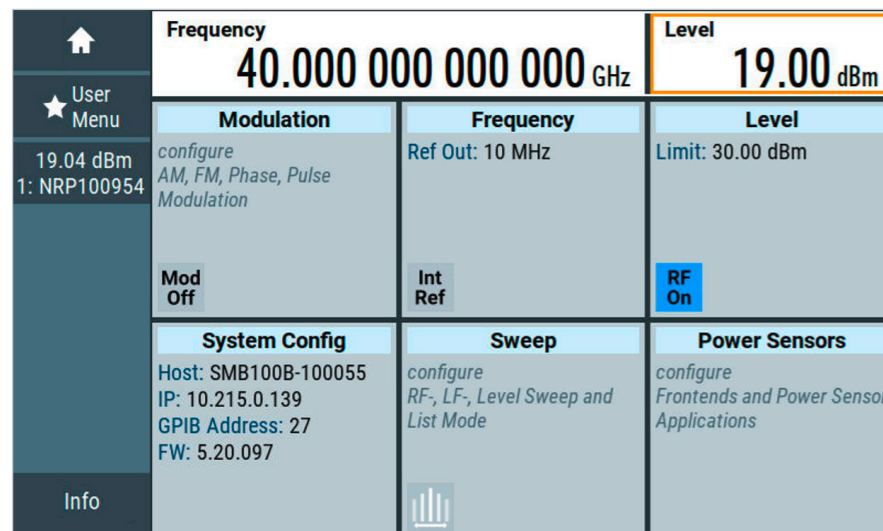 Frequency
40.000 000 000 000 GHz
Level
19.00 dBm
User
Menu
19.04 dBm
1: NRP100954
Info
Modulation
configure
AM, FM, Phase, Pulse
Modulation
Mod
Off
Frequency
Ref Out: 10 MHz
Int
Ref
Level
Limit: 30.00 dBm
RF
On
System Config
Host: SMB100B-100055
IP: 10.215.0.139
GPIB Address: 27
FW: 5.20.097
Sweep
configure
RF-, LF-, Level Sweep and
List Mode
Power Sensors
configure
Frontends and Power Sensor
Applications